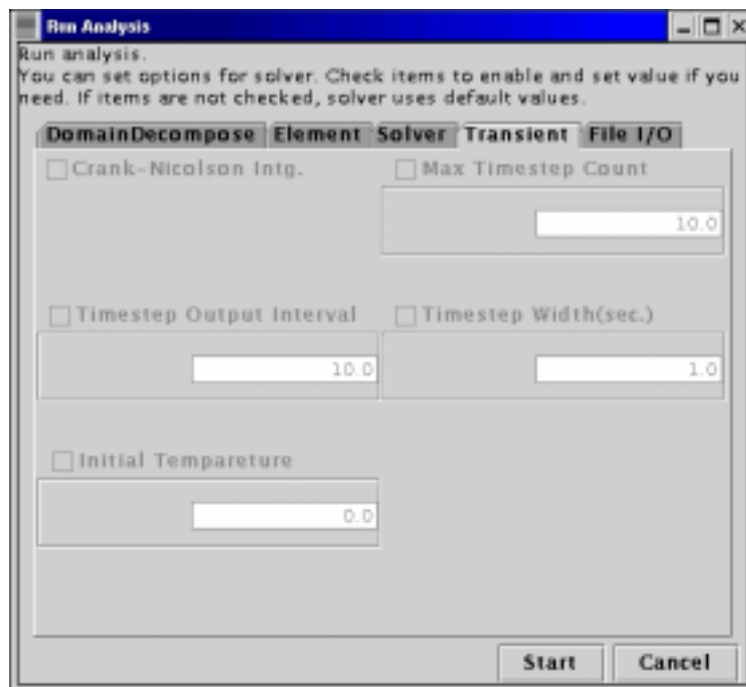 Run Analysis
Run analysis.
You can set options for solver. Check items to enable and set value if you
need. If items are not checked, solver uses default values.
DomainDecompose Element Solver Transient File I/O
Crank-Nicolson Intg. Max Timestep Count
10.0
Timestep Output Interval Timestep Width(sec.)
10.0 1.0
Initial Tempareture
0.0
Start Cancel